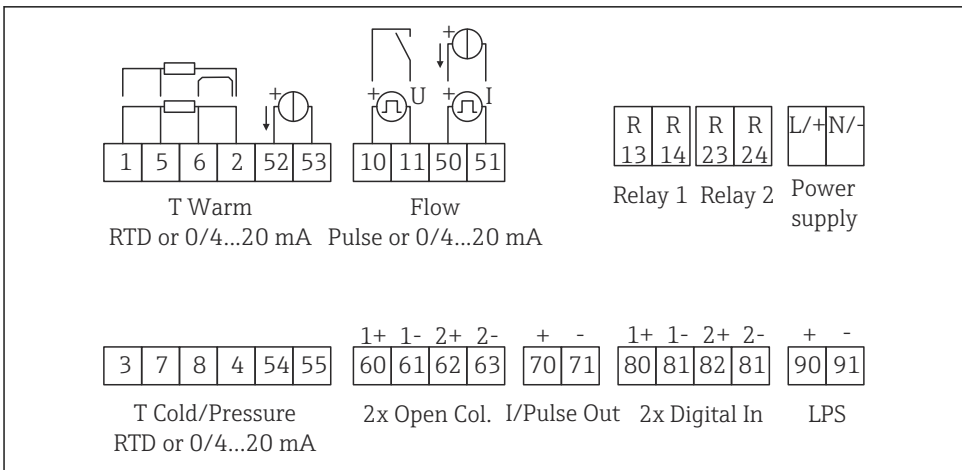 + U + + I
+
1 5 6 2 52 53
10 11 50 51
R R R R
13 14 23 24
L/+ N/-
T Warm
RTD or 0/4...20 mA
Flow
Pulse or 0/4...20 mA
Relay 1 Relay 2
Power
supply
3 7 8 4 54 55
T Cold/Pressure
RTD or 0/4...20 mA
1+ 1- 2+ 2-
60 61 62 63
2x Open Col.
+ -
70 71
I/Pulse Out
1+ 1- 2+ 2-
80 81 82 81
2x Digital In
+ -
90 91
LPS